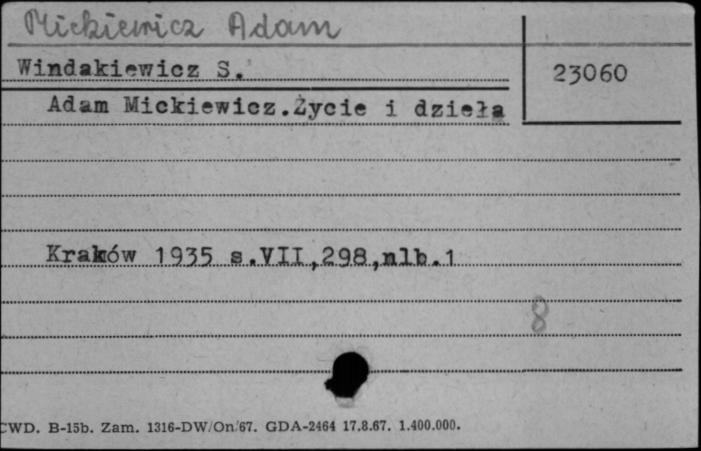 Mickiewicz Adam
Windakiewicz S.
23060
Adam Mickiewicz.Życie i dzieła
Kraków 1935 s.VII,298,nlb.1
8
CWD. B-15b. Zam. 1316-DW/On/67. GDA-2464 17.8.67. 1.400.000.